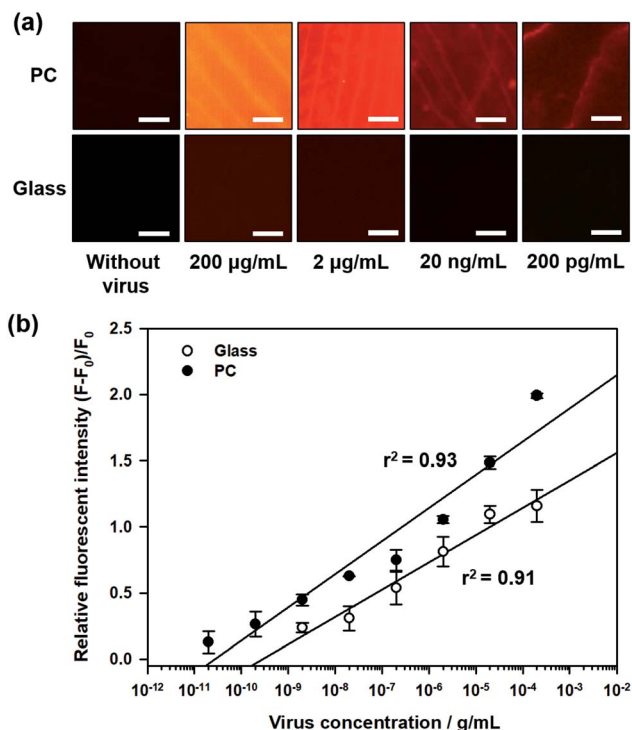 (a)
PC
Glass
Without virus
200 µg/mL
2 µg/mL
20 ng/mL
200 pg/mL
(b)
Relative fluorescent intensity (F-F₀)/F₀
2.5
2.0
1.5
1.0
0.5
0.0
Glass
PC
r² = 0.93
r² = 0.91
10⁻¹² 10⁻¹¹ 10⁻¹⁰ 10⁻⁹ 10⁻⁸ 10⁻⁷ 10⁻⁶ 10⁻⁵ 10⁻⁴ 10⁻³ 10⁻²
Virus concentration / g/mL